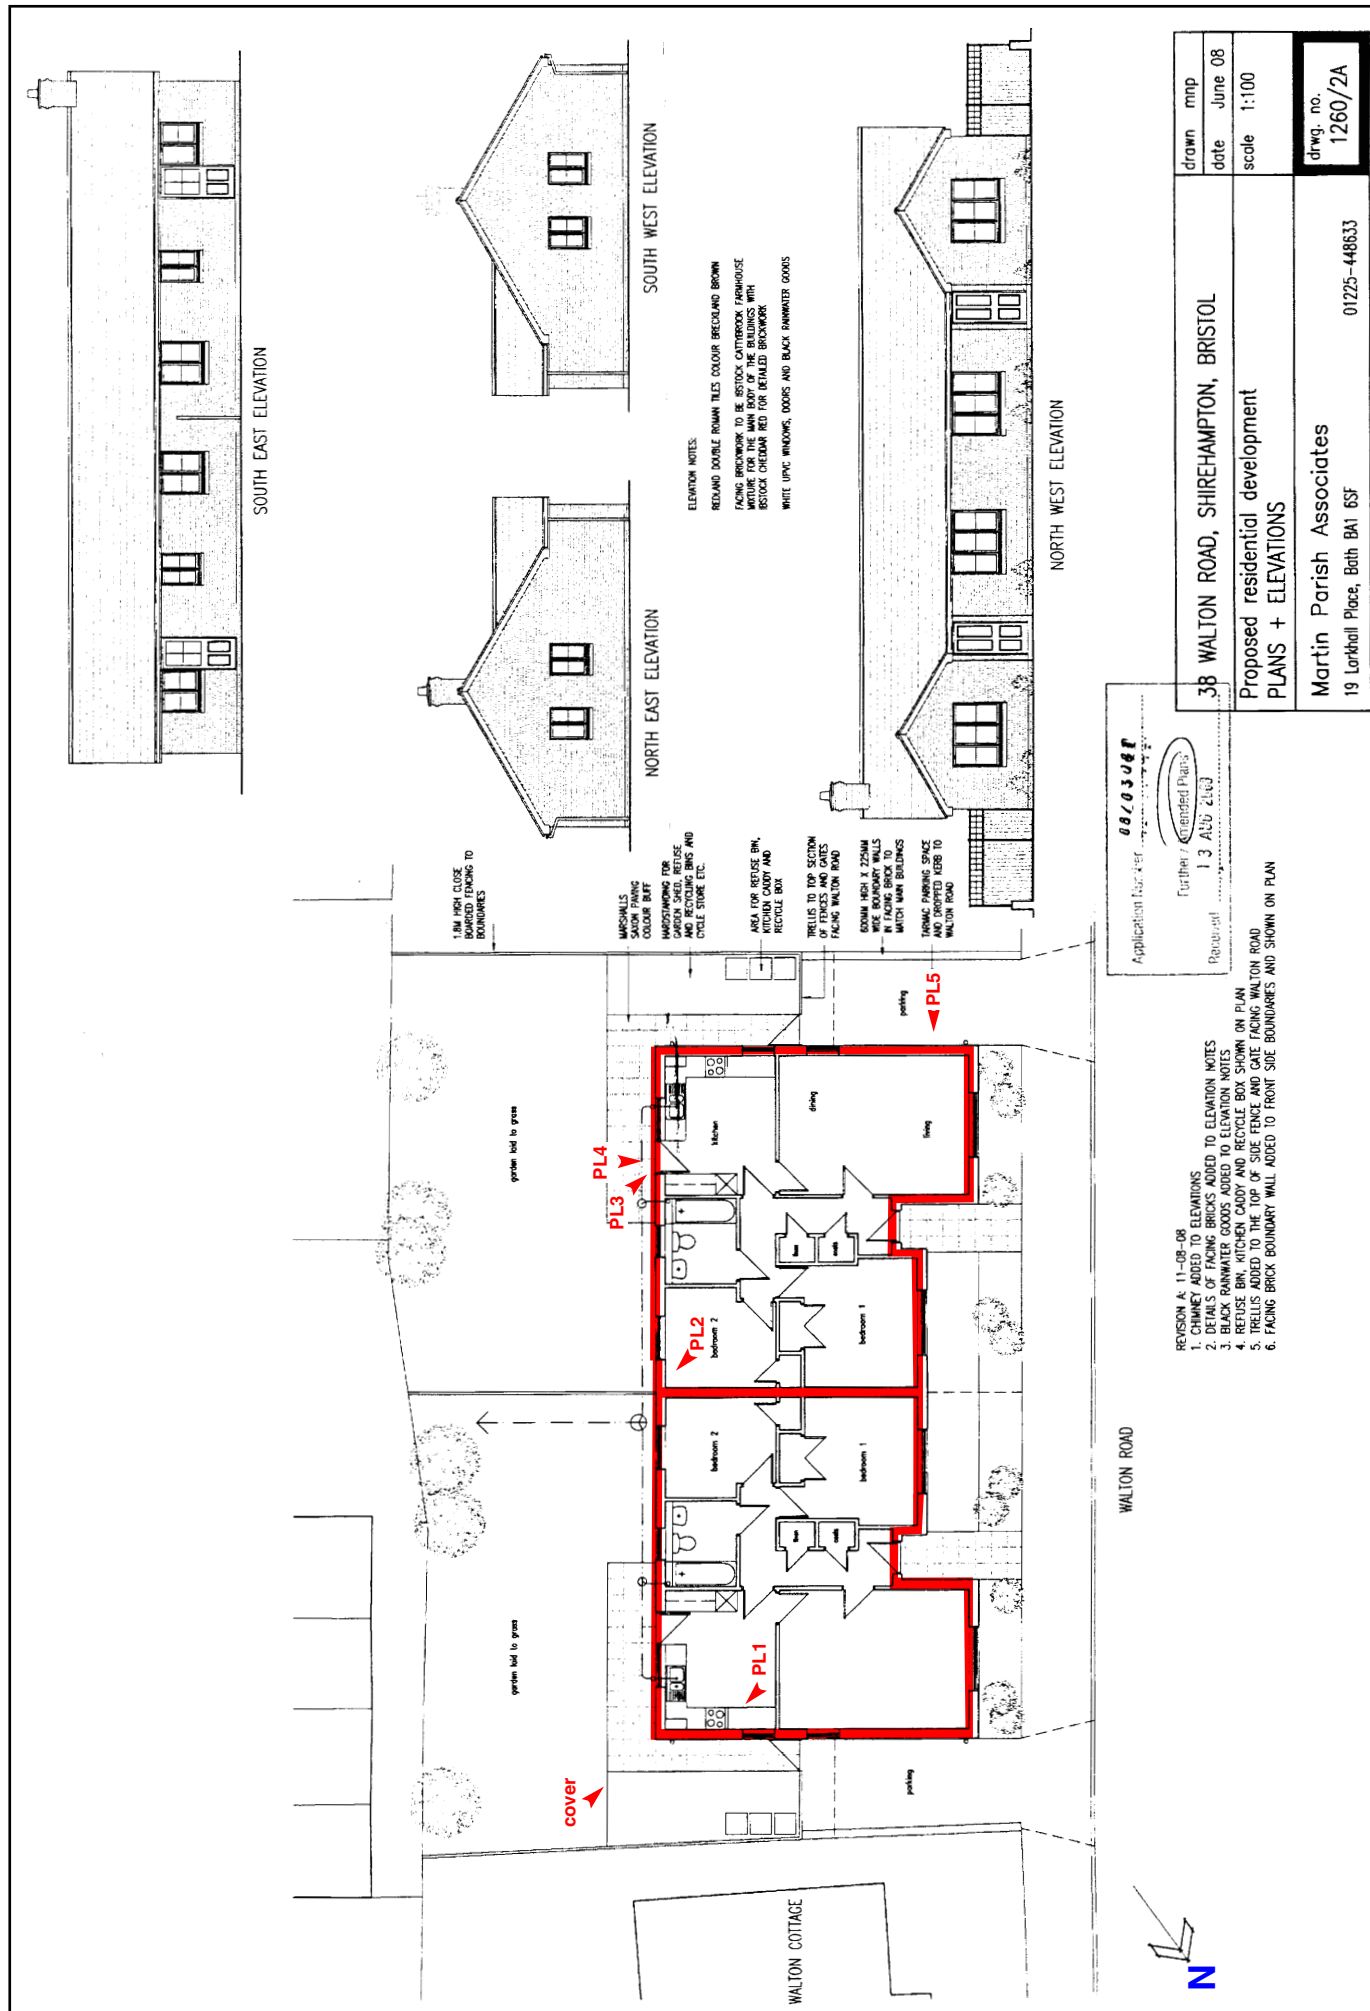 SOUTH EAST ELEVATION
NORTH EAST ELEVATION
SOUTH WEST ELEVATION
ELEVATION NOTES:
REDLAND DOUBLE ROMAN TILES COLOUR BRECKLAND BROWN
FACING BRICKWORK TO BE IBSTOCK CATTYBROOK FARMHOUSE
MIXTURE FOR THE MAIN BODY OF THE BUILDINGS WITH
IBSTOCK CHEDDAR RED FOR DETAILED BRICKWORK
WHITE UPVC WINDOWS, DOORS AND BLACK RAINWATER GOODS
NORTH WEST ELEVATION
1.8M HIGH CLOSE
BOARDED FENCING TO
BOUNDARIES
MARSHALLS
SAXON PAVING
COLOUR BUFF
HARDSTANDING FOR
GARDEN SHED, REFUSE
AND RECYCLING BINS AND
CYCLE STORE ETC.
AREA FOR REFUSE BIN,
KITCHEN CADDY AND
RECYCLE BOX
TRELLIS TO TOP SECTION
OF FENCES AND GATES
FACING WALTON ROAD
600MM HIGH X 225MM
WIDE BOUNDARY WALLS
IN FACING BRICK TO
MATCH MAIN BUILDINGS
TARMAC PARKING SPACE
AND DROPPED KERB TO
WALTON ROAD
garden laid to grass
garden laid to grass
cover
PL1
PL2
PL3
PL4
PL5
bedroom 2
bedroom 2
kitchen
dining
living
linen
coats
linen
coats
bedroom 1
bedroom 1
parking
parking
WALTON COTTAGE
WALTON ROAD
N
REVISION A: 11-08-08
1. CHIMNEY ADDED TO ELEVATIONS
2. DETAILS OF FACING BRICKS ADDED TO ELEVATION NOTES
3. BLACK RAINWATER GOODS ADDED TO ELEVATION NOTES
4. REFUSE BIN, KITCHEN CADDY AND RECYCLE BOX SHOWN ON PLAN
5. TRELLIS ADDED TO THE TOP OF SIDE FENCE AND GATE FACING WALTON ROAD
6. FACING BRICK BOUNDARY WALL ADDED TO FRONT SIDE BOUNDARIES AND SHOWN ON PLAN
Application Number
Further / Amended Plans
Received 13 AUG
38 WALTON ROAD, SHIREHAMPTON, BRISTOL
Proposed residential development
PLANS + ELEVATIONS
Martin Parish Associates
19 Larkhall Place, Bath BA1 6SF 01225-448633
drawn mnp
date June 08
scale 1:100
drwg. no.
1260/2A